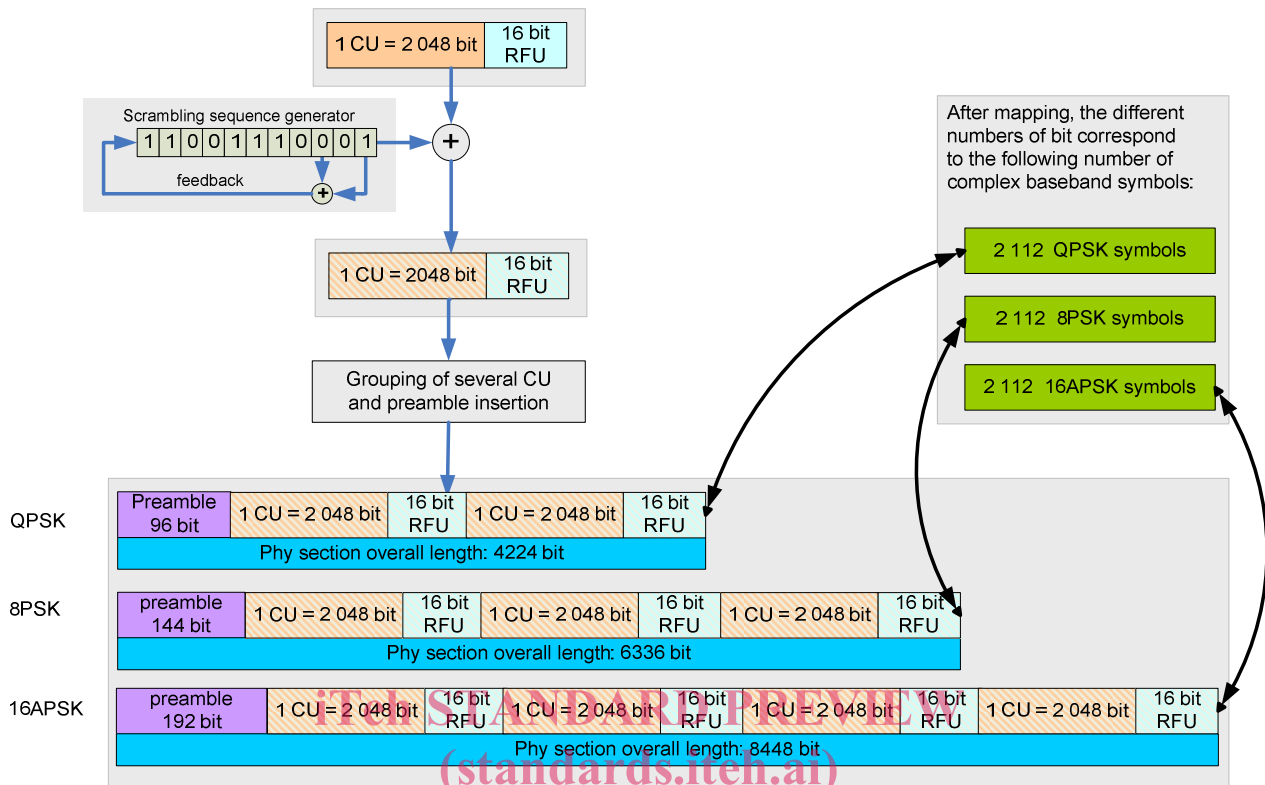 1 CU = 2 048 bit
16 bit
RFU
Scrambling sequence generator
1 1 0 0 1 1 1 0 0 0 1
+
feedback
+
1 CU = 2048 bit
16 bit
RFU
Grouping of several CU
and preamble insertion
After mapping, the different
numbers of bit correspond
to the following number of
complex baseband symbols:
2 112 QPSK symbols
2 112 8PSK symbols
2 112 16APSK symbols
QPSK
Preamble
96 bit
1 CU = 2 048 bit
16 bit
RFU
1 CU = 2 048 bit
16 bit
RFU
Phy section overall length: 4224 bit
8PSK
preamble
144 bit
1 CU = 2 048 bit
16 bit
RFU
1 CU = 2 048 bit
16 bit
RFU
1 CU = 2 048 bit
16 bit
RFU
Phy section overall length: 6336 bit
16APSK
preamble
192 bit
1 CU = 2 048 bit
16 bit
RFU
1 CU = 2 048 bit
16 bit
RFU
1 CU = 2 048 bit
16 bit
RFU
1 CU = 2 048 bit
16 bit
RFU
Phy section overall length: 8448 bit
iTeh STANDARD PREVIEW
(standards.iteh.ai)